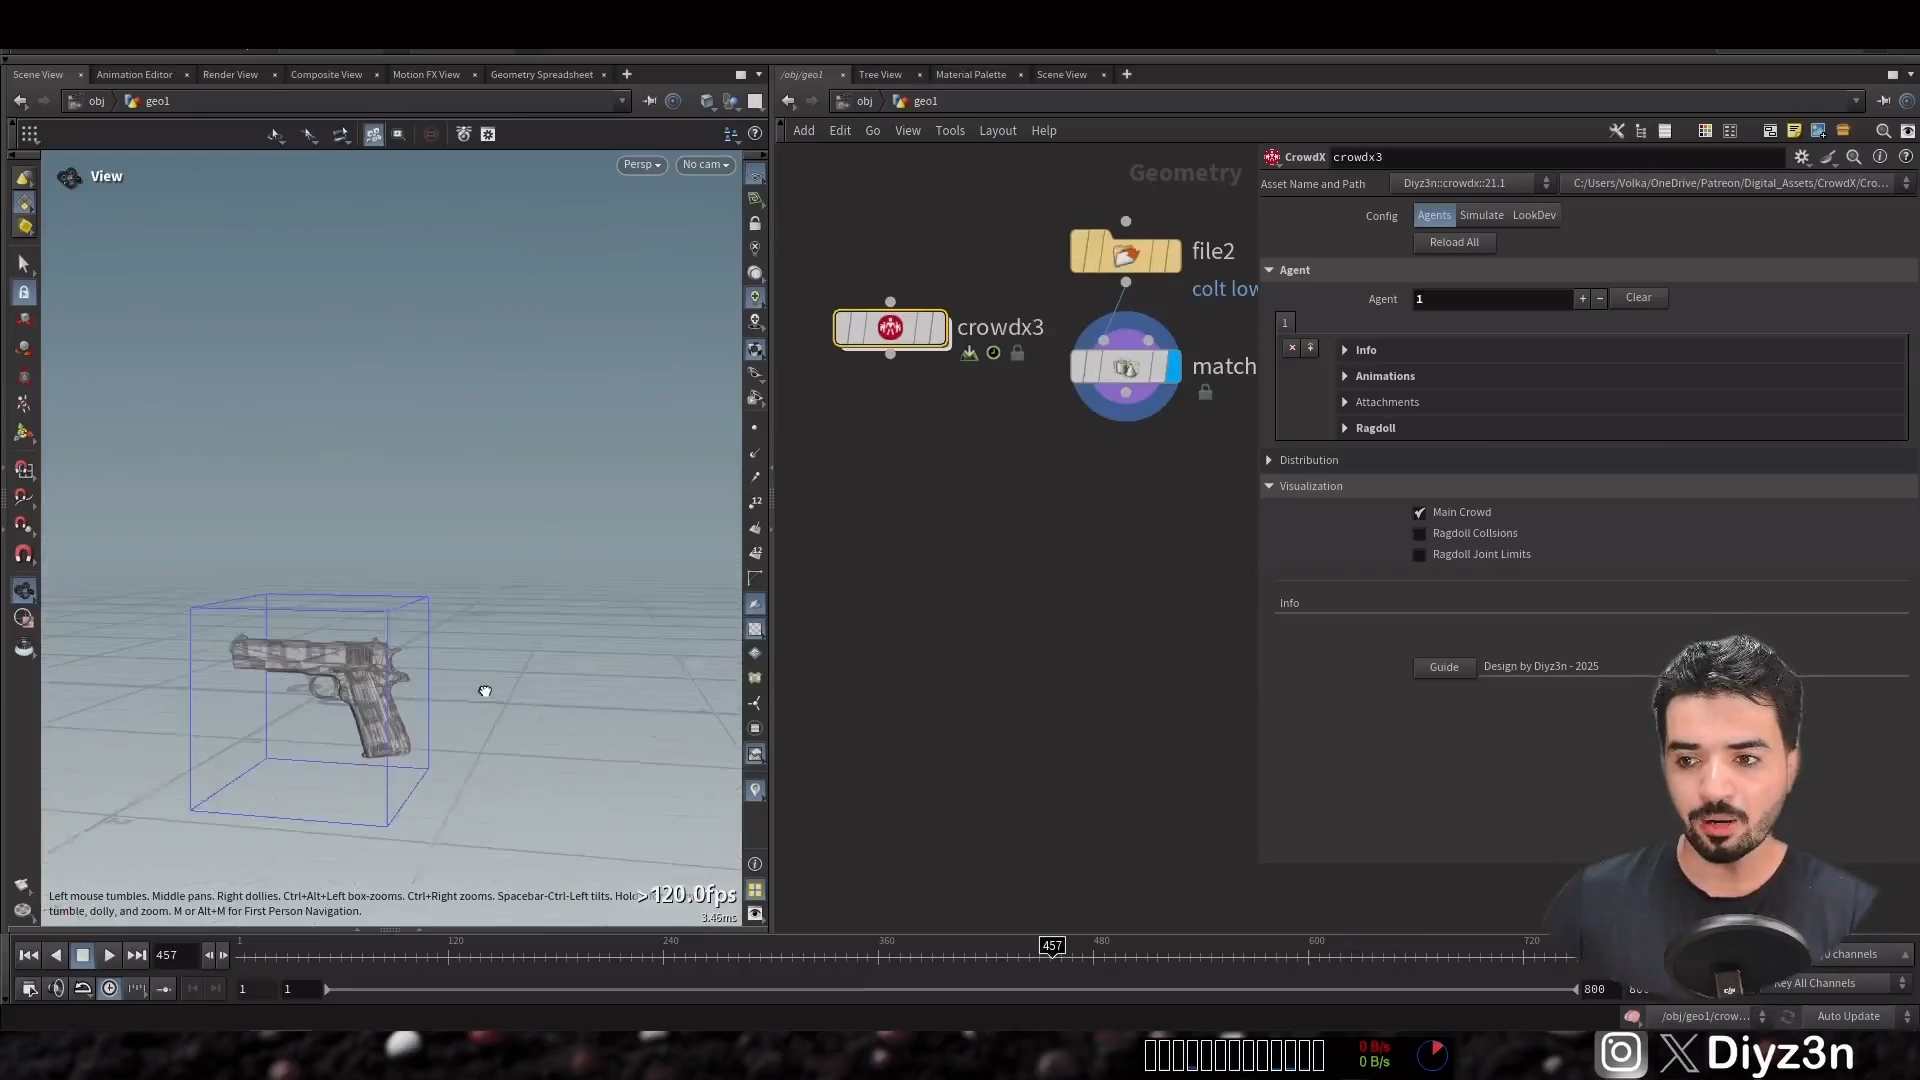 Scene View
Animation Editor
Render View
Composite View
Motion FX View
Geometry Spreadsheet
/obj/geo1
Tree View
Material Palette
Scene View
obj
geo1
obj
geo1
Add
Edit
Go
View
Tools
Layout
Help
View
Persp
No cam
Geometry
CrowdX
crowdx3
Asset Name and Path
Diyz3n::crowdx::21.1
C:/Users/Volka/OneDrive/Patreon/Digital_Assets/CrowdX/Cro...
Config
Agents
Simulate
LookDev
Reload All
Agent
Agent
1
Clear
1
Info
Animations
Attachments
Ragdoll
Distribution
Visualization
Main Crowd
Ragdoll Collsions
Ragdoll Joint Limits
Info
Guide
Design by Diyz3n - 2025
file2
colt low
crowdx3
match
12
12
Left mouse tumbles. Middle pans. Right dollies. Ctrl+Alt+Left box-zooms. Ctrl+Right zooms. Spacebar-Ctrl-Left tilts. Hol
tumble, dolly, and zoom. M or Alt+M for First Person Navigation.
>120.0fps
3.46ms
457
1
120
240
360
457
480
600
720
channels
1
1
800
Key All Channels
/obj/geo1/crow...
Auto Update
0 B/s
0 B/s
Diyz3n